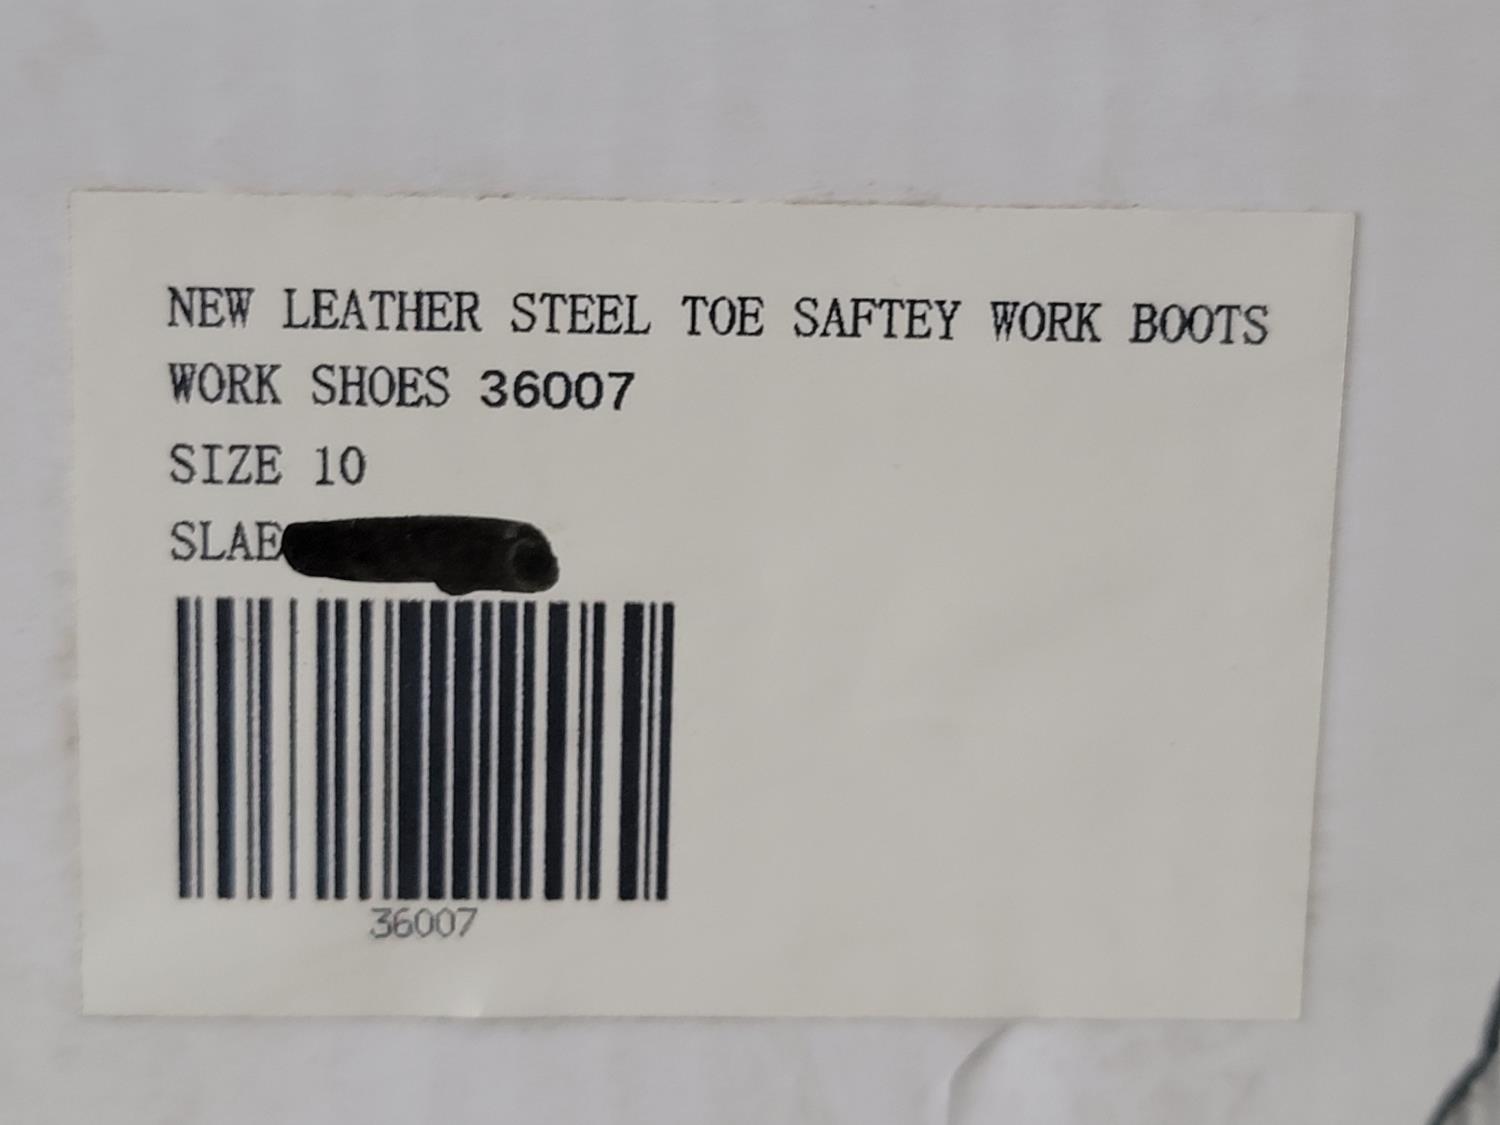 NEW LEATHER STEEL TOE SAFTEY WORK BOOTS
WORK SHOES 36007
SIZE 10
SLAE
36007